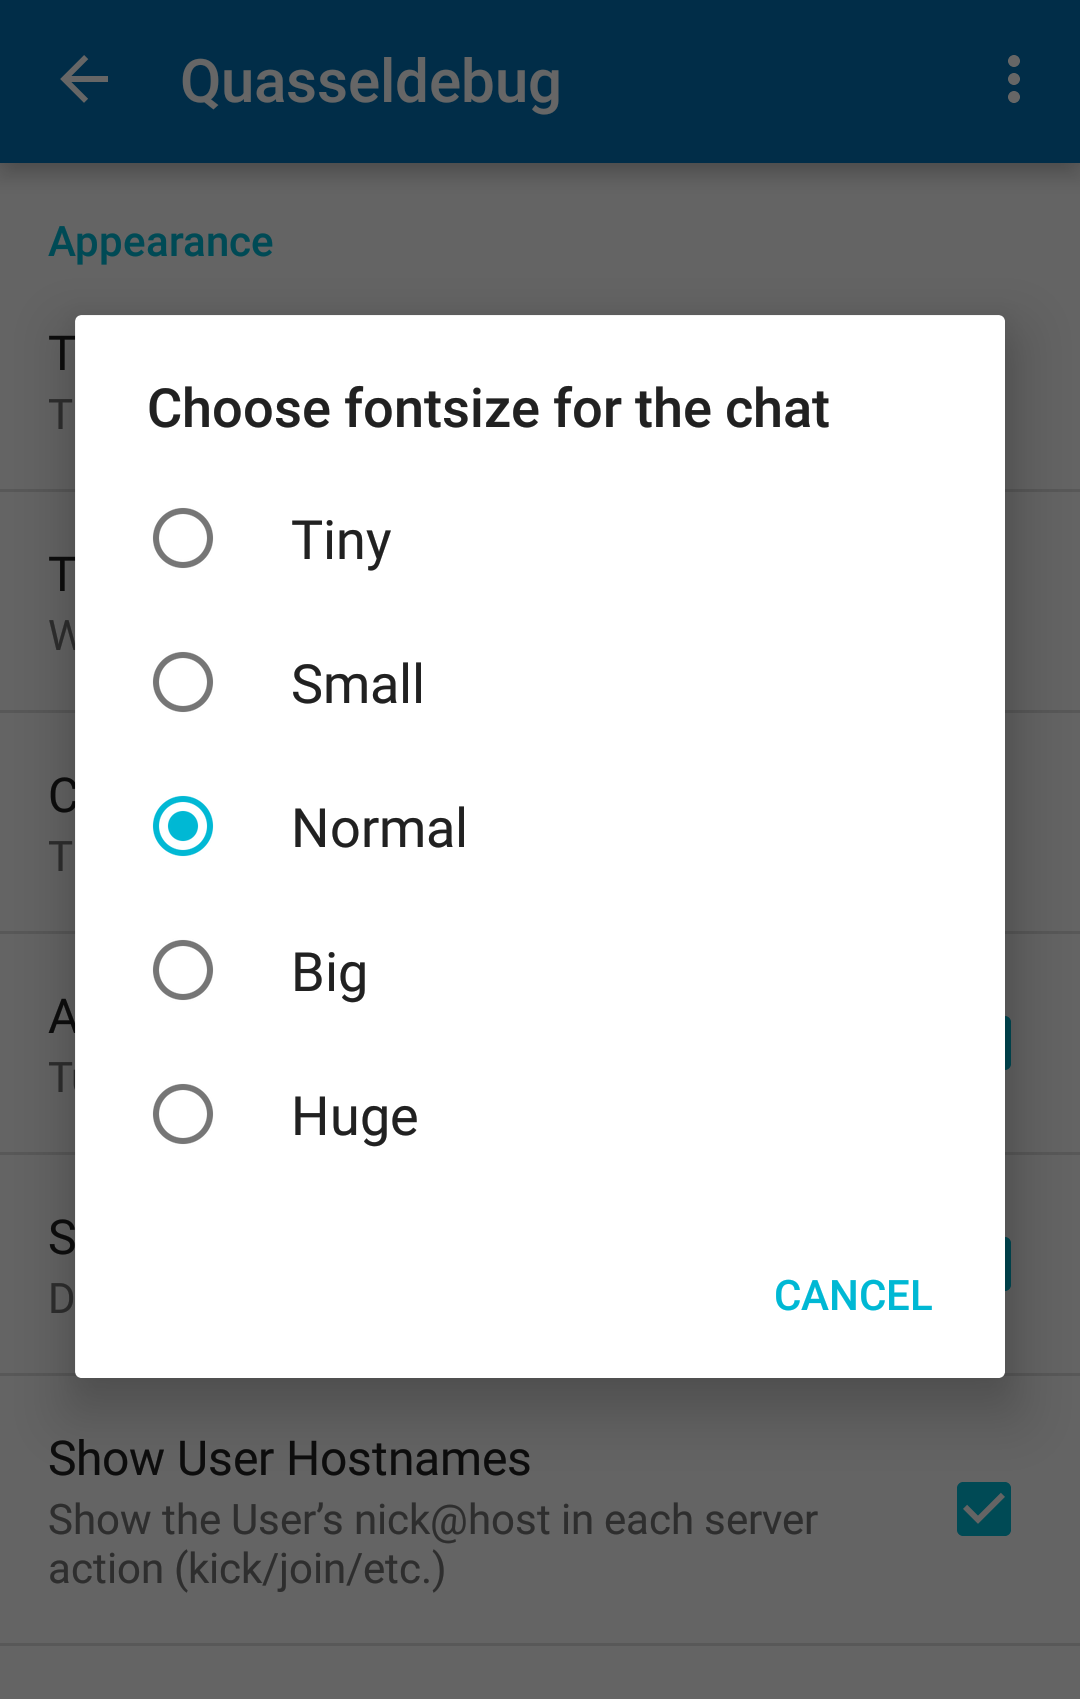 Quasseldebug
Appearance
Choose fontsize for the chat
Tiny
Small
Normal
Big
Huge
CANCEL
Show User Hostnames
Show the User’s nick@host in each server
action (kick/join/etc.)